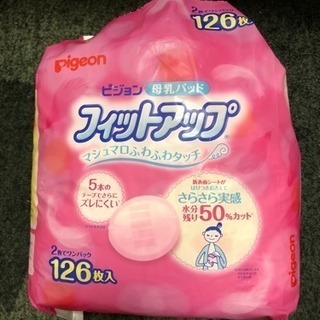 2枚でワンパック
126枚入
Pigeon
ピジョン 母乳パッド
フィットアップ
マシュマロふわふわタッチ
5本の
テープでさらに
ズレにくい
さらさら実感
水分
残り50%カット
2枚でワンパック
126枚入
Pigeon